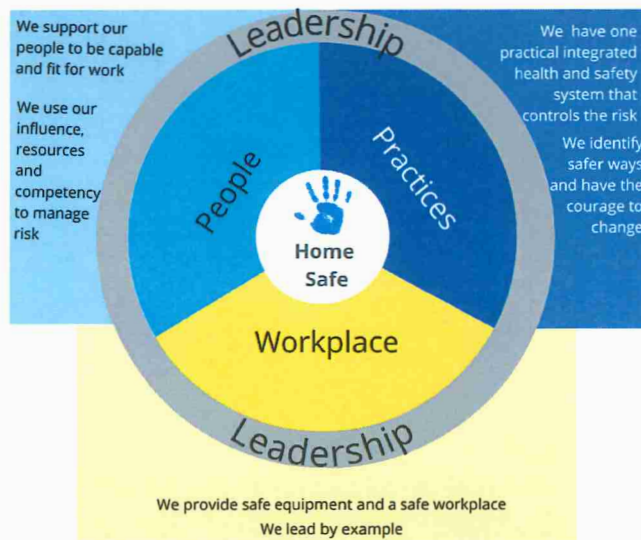 Leadership
We support our
people to be capable
and fit for work
We use our
influence,
resources
and
competency
to manage
risk
We have one
practical integrated
health and safety
system that
controls the risk
We identify
safer ways
and have the
courage to
change
People
Practices
Home
Safe
Workplace
Leadership
We provide safe equipment and a safe workplace
We lead by example